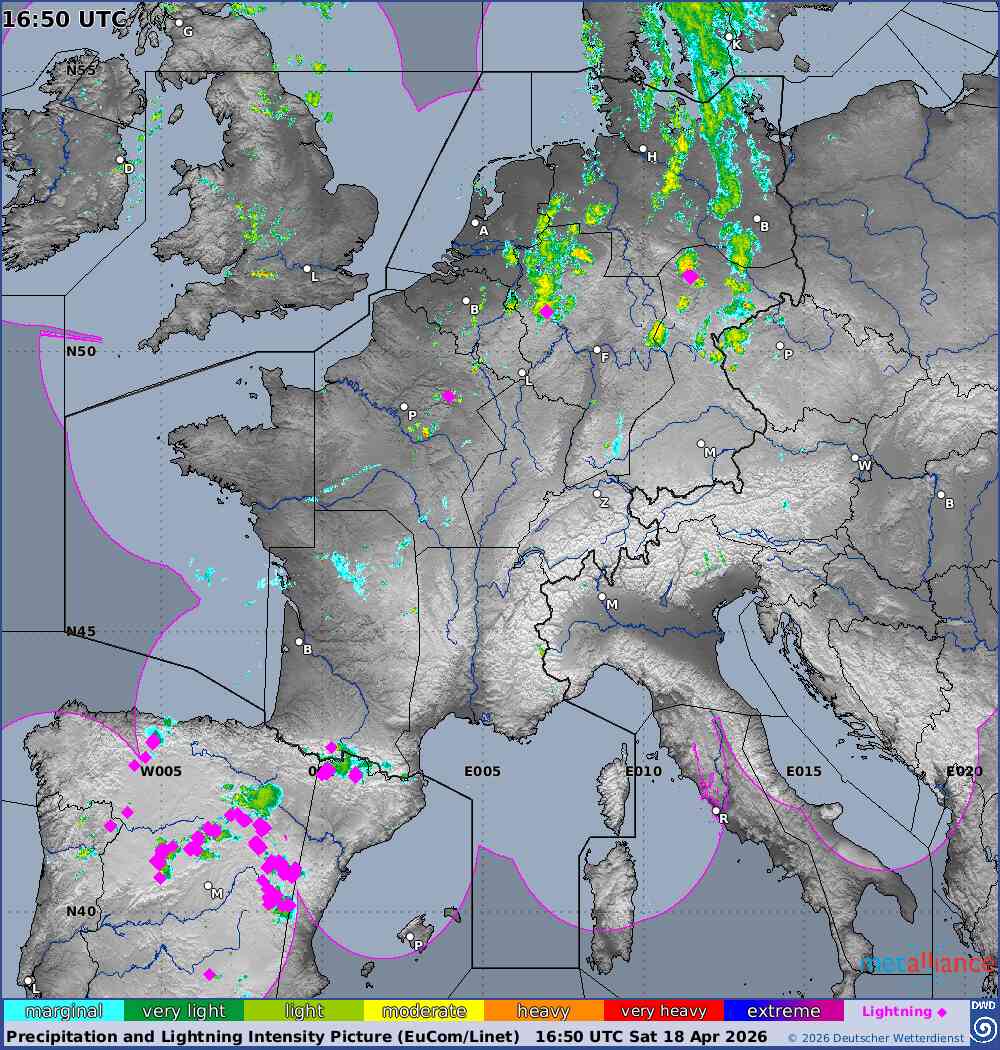 16:50 UTC
G
K
N55
D
H
A
B
L
B
N50
F
P
L
P
M
W
Z
B
M
N45
B
W005
0
E005
E010
E015
E020
R
M
N40
P
L
metalliance
marginal very light light moderate heavy very heavy extreme Lightning
DWD
Precipitation and Lightning Intensity Picture (EuCom/Linet) 16:50 UTC Sat 18 Apr 2026 © 2026 Deutscher Wetterdienst